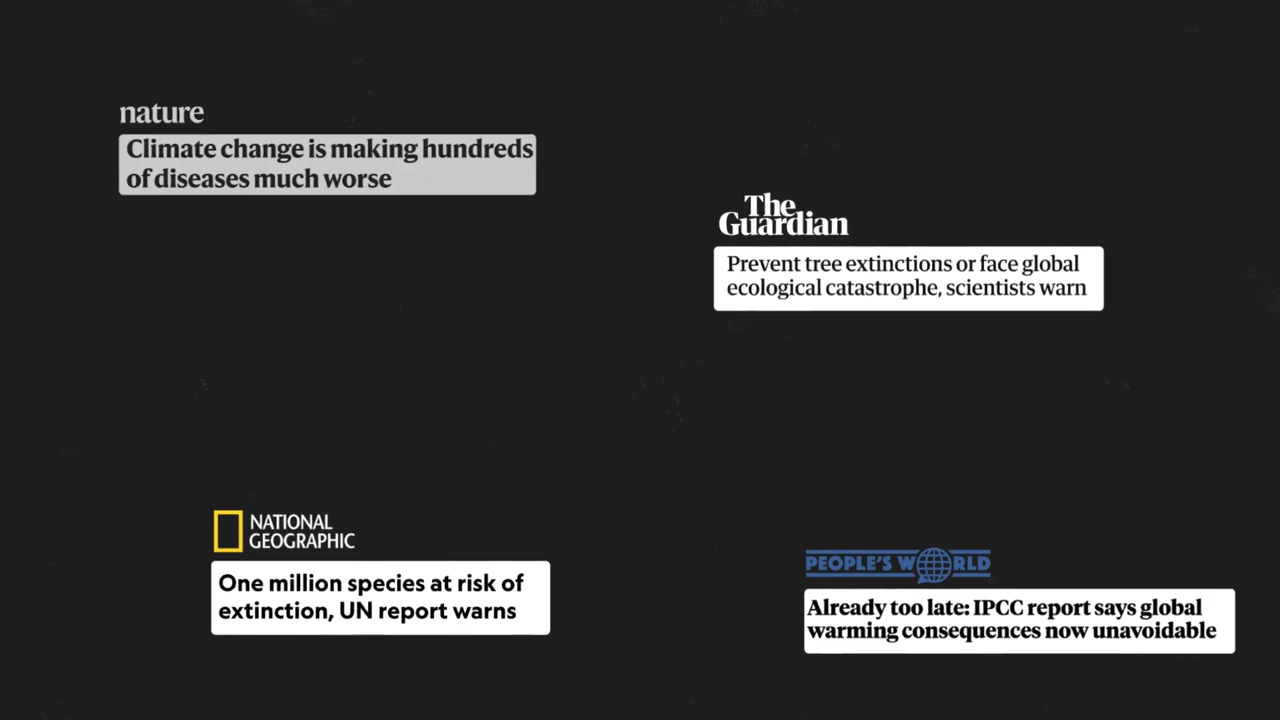 nature
Climate change is making hundreds
of diseases much worse
The
Guardian
Prevent tree extinctions or face global
ecological catastrophe, scientists warn
NATIONAL
GEOGRAPHIC
One million species at risk of
extinction, UN report warns
PEOPLE'S WORLD
Already too late: IPCC report says global
warming consequences now unavoidable